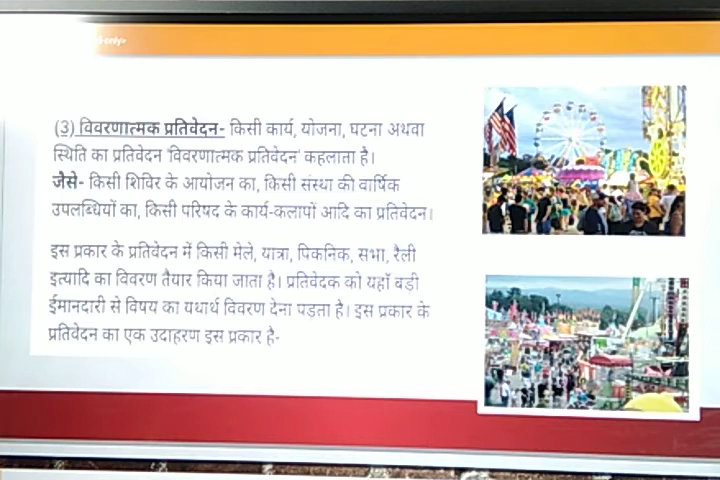 (3) विवरणात्मक प्रतिवेदन- किसी कार्य, योजना, घटना अथवा
स्थिति का प्रतिवेदन 'विवरणात्मक प्रतिवेदन' कहलाता है।
जैसे- किसी शिविर के आयोजन का, किसी संस्था की वार्षिक
उपलब्धियों का, किसी परिषद के कार्य-कलापों आदि का प्रतिवेदन।
इस प्रकार के प्रतिवेदन में किसी मेले, यात्रा, पिकनिक, सभा, रैली
इत्यादि का विवरण तैयार किया जाता है। प्रतिवेदक को यहाँ बड़ी
ईमानदारी से विषय का यथार्थ विवरण देना पड़ता है। इस प्रकार के
प्रतिवेदन का एक उदाहरण इस प्रकार है-